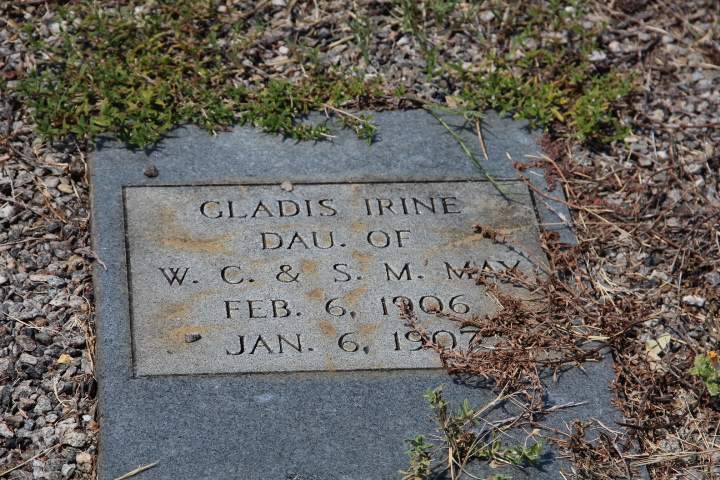 GLADIS IRINE
DAU. OF
W. C. & S. M. MAY
FEB. 6, 1906
JAN. 6, 1907